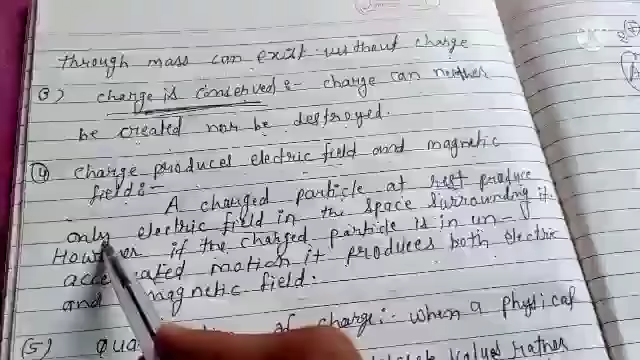 through mass can exist without charge
(3) charge is conserved :- charge can neither
be created nor be destroyed.
(4) charge produces electric field and magnetic
field :-
A charged particle at rest produce
only electric field in the space surrounding it.
However if the charged particle is in un-
accelerated motion it produces both electric
and magnetic field.
(5) of charge :- when a physical
value rather